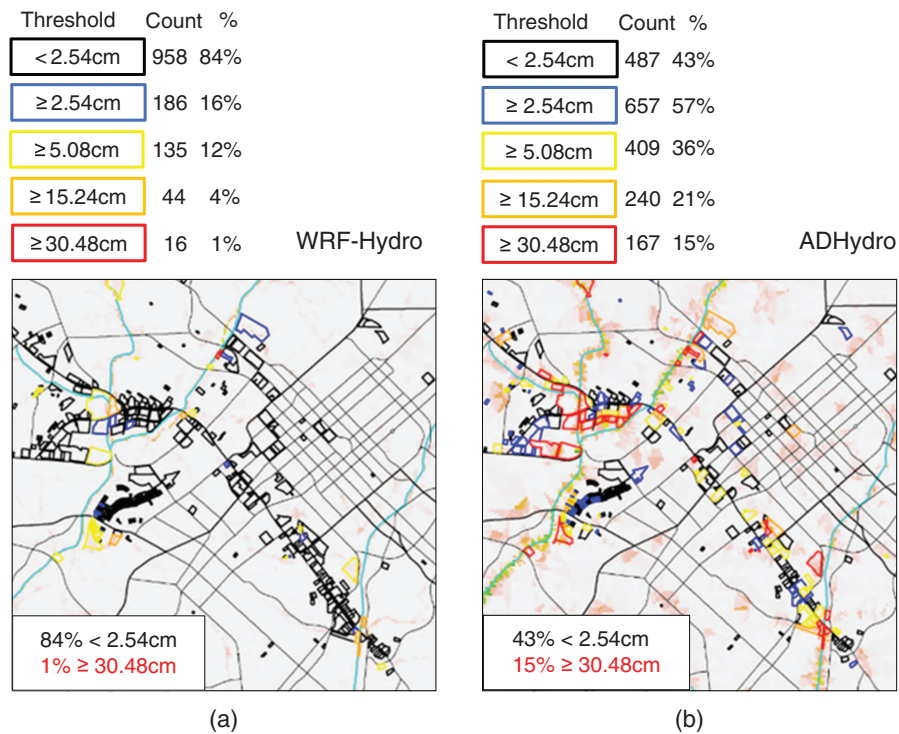 Threshold Count %
< 2.54cm 958 84%
≥ 2.54cm 186 16%
≥ 5.08cm 135 12%
≥ 15.24cm 44 4%
≥ 30.48cm 16 1%
WRF-Hydro
84% < 2.54cm
1% ≥ 30.48cm
(a)
Threshold Count %
< 2.54cm 487 43%
≥ 2.54cm 657 57%
≥ 5.08cm 409 36%
≥ 15.24cm 240 21%
≥ 30.48cm 167 15%
ADHydro
43% < 2.54cm
15% ≥ 30.48cm
(b)